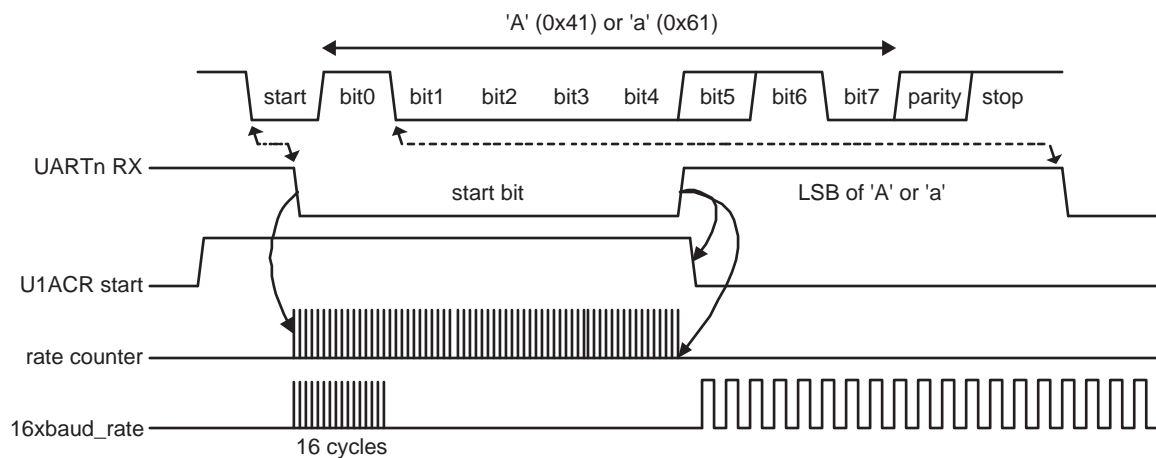 'A' (0x41) or 'a' (0x61)
start bit0 bit1 bit2 bit3 bit4 bit5 bit6 bit7 parity stop
UARTn RX
start bit
LSB of 'A' or 'a'
U1ACR start
rate counter
16xbaud_rate
16 cycles